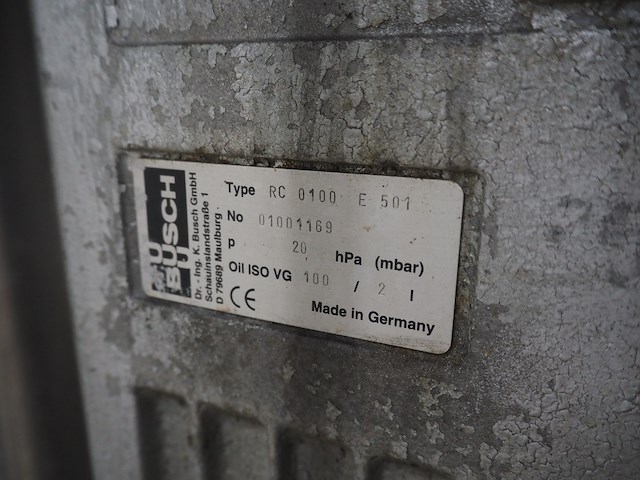 BUSCH
Dr. - Ing. K. Busch GmbH
Schauinslandstraße 1
D 79689 Maulburg
Type RC 0100 E 501
No 01001169
p 20 hPa (mbar)
Oil ISO VG 100 / 2 l
CE Made in Germany